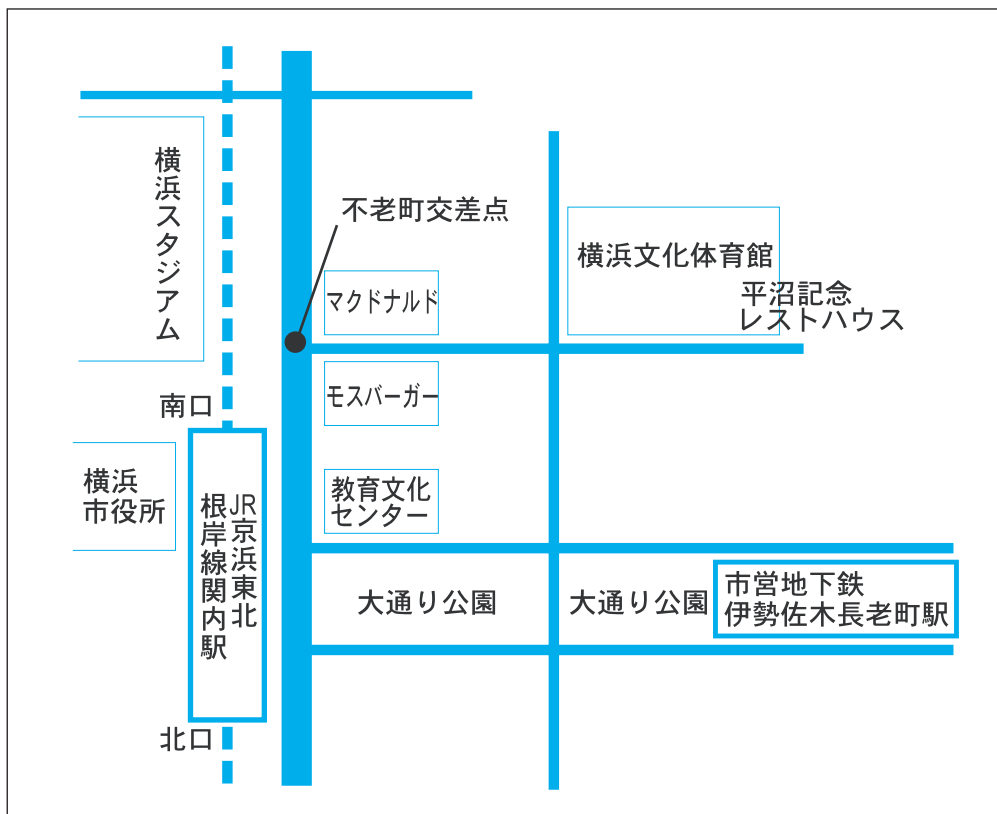 横浜スタジアム
不老町交差点
横浜文化体育館
マクドナルド
平沼記念
レストハウス
モスバーガー
南口
横浜
市役所
JR京浜東北
根岸線関内駅
教育文化
センター
大通り公園
大通り公園
市営地下鉄
伊勢佐木長老町駅
北口